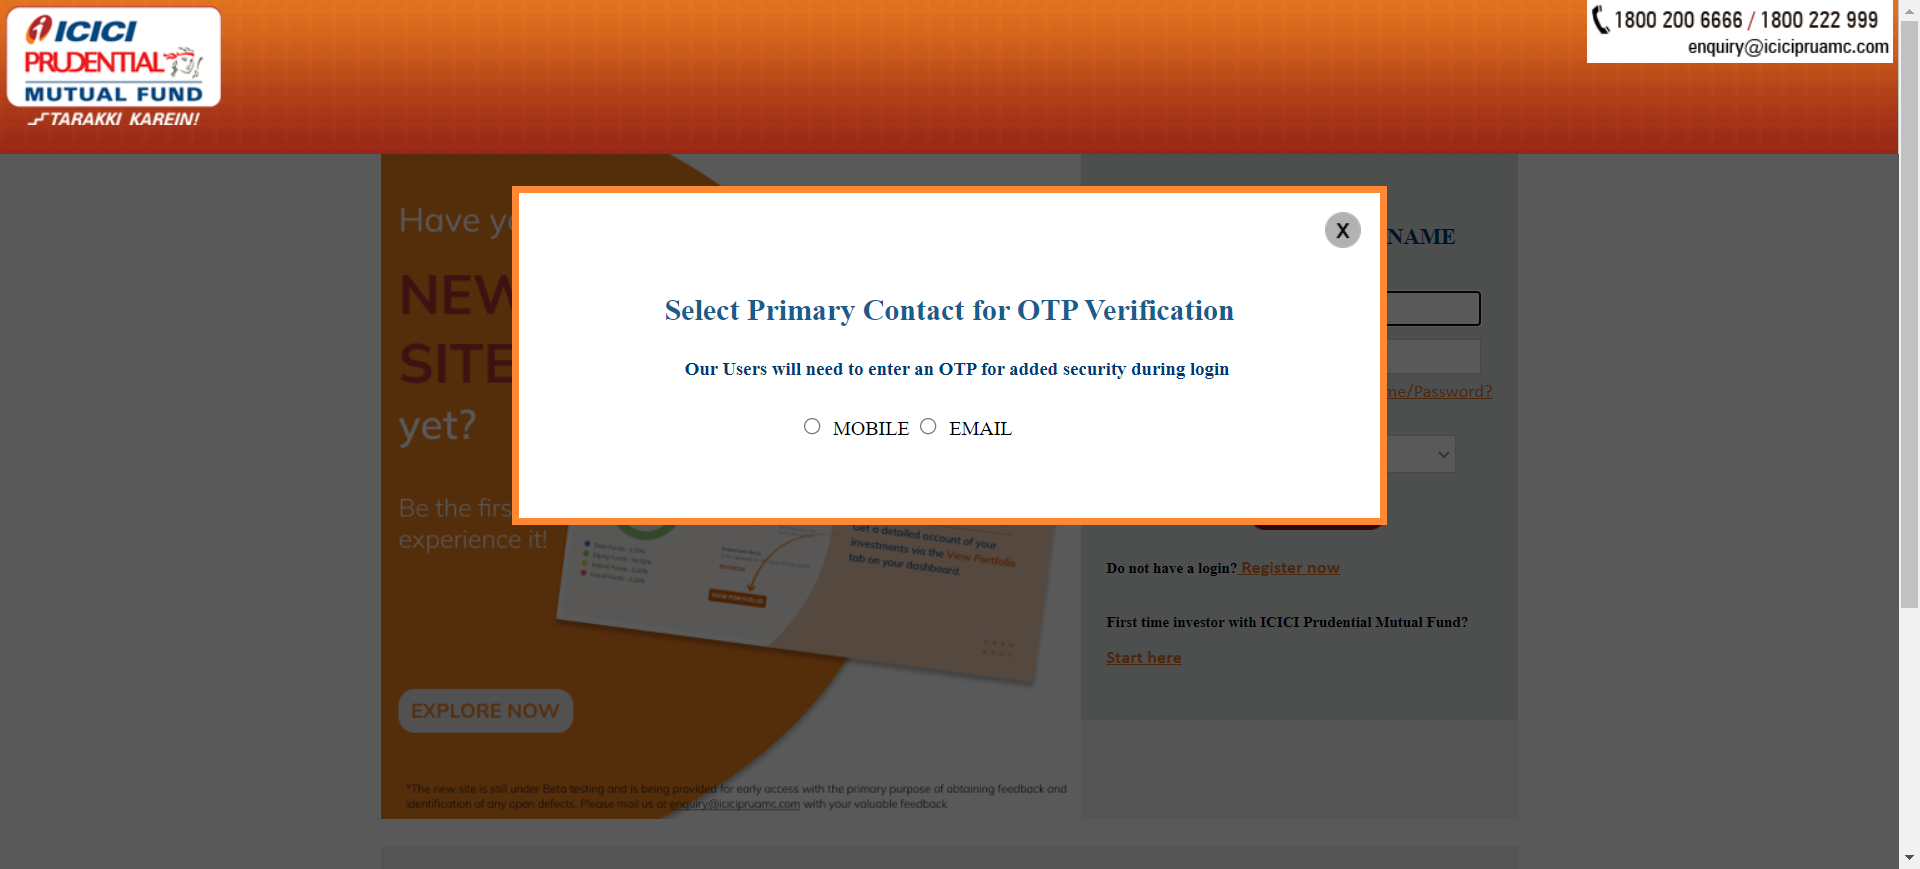 ICICI
PRUDENTIAL
MUTUAL FUND
TARAKKI KAREIN!
1800 200 6666 / 1800 222 999
enquiry@icicipruamc.com
Have yo
NEW
SITE
yet?
Be the firs
experience it!
EXPLORE NOW
X
Select Primary Contact for OTP Verification
Our Users will need to enter an OTP for added security during login
MOBILE EMAIL
NAME
me/Password?
Get a detailed account of your
investments via the View Portfolio
tab on your dashboard.
VIEW PORTFOLIO
Do not have a login? Register now
First time investor with ICICI Prudential Mutual Fund?
Start here
*The new site is still under Beta testing and is being provided for early access with the primary purpose of obtaining feedback and
identification of any open defects. Please mail us at enquiry@icicipruamc.com with your valuable feedback